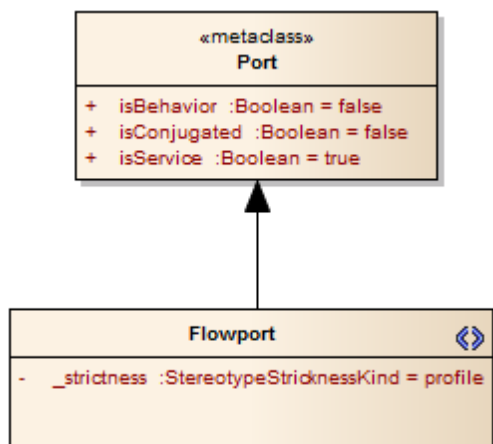 «metaclass»
Port
+ isBehavior :Boolean = false
+ isConjugated :Boolean = false
+ isService :Boolean = true
Flowport
- _strictness :StereotypeStricknessKind = profile